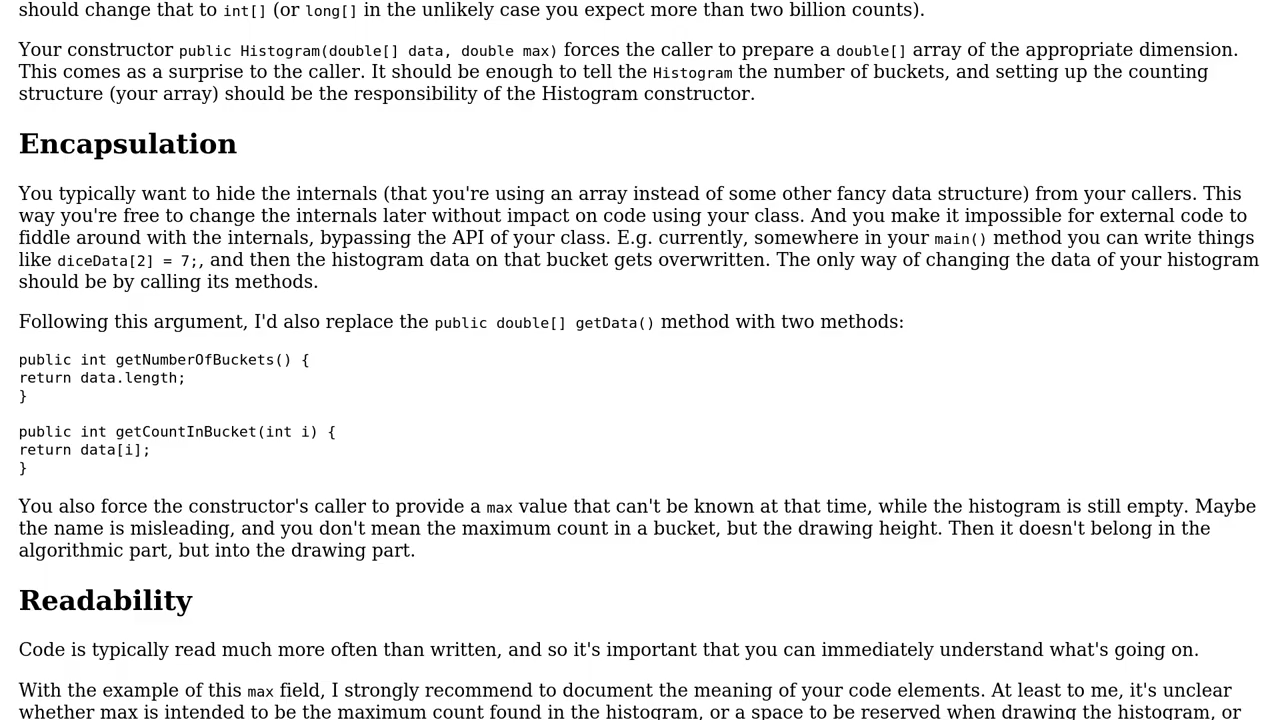 should change that to int[] (or long[] in the unlikely case you expect more than two billion counts).
Your constructor public Histogram(double[] data, double max) forces the caller to prepare a double[] array of the appropriate dimension.
This comes as a surprise to the caller. It should be enough to tell the Histogram the number of buckets, and setting up the counting
structure (your array) should be the responsibility of the Histogram constructor.
Encapsulation
You typically want to hide the internals (that you're using an array instead of some other fancy data structure) from your callers. This
way you're free to change the internals later without impact on code using your class. And you make it impossible for external code to
fiddle around with the internals, bypassing the API of your class. E.g. currently, somewhere in your main() method you can write things
like diceData[2] = 7;, and then the histogram data on that bucket gets overwritten. The only way of changing the data of your histogram
should be by calling its methods.
Following this argument, I'd also replace the public double[] getData() method with two methods:
public int getNumberOfBuckets() {
return data.length;
}
public int getCountInBucket(int i) {
return data[i];
}
You also force the constructor's caller to provide a max value that can't be known at that time, while the histogram is still empty. Maybe
the name is misleading, and you don't mean the maximum count in a bucket, but the drawing height. Then it doesn't belong in the
algorithmic part, but into the drawing part.
Readability
Code is typically read much more often than written, and so it's important that you can immediately understand what's going on.
With the example of this max field, I strongly recommend to document the meaning of your code elements. At least to me, it's unclear
whether max is intended to be the maximum count found in the histogram, or a space to be reserved when drawing the histogram, or